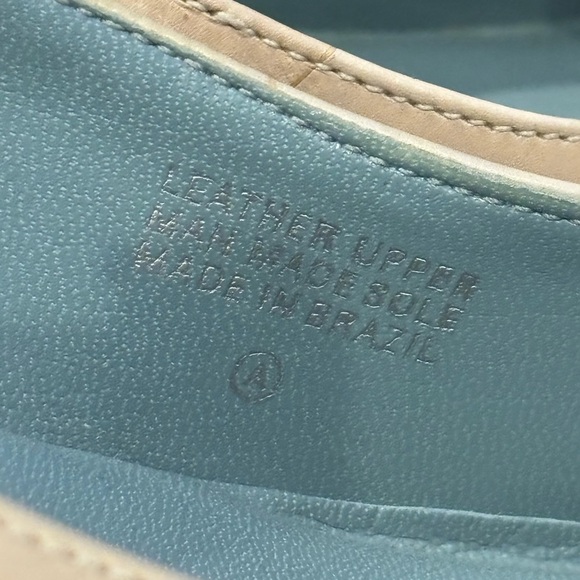 LEATHER UPPER
MAN MADE SOLE
MADE IN BRAZIL
A